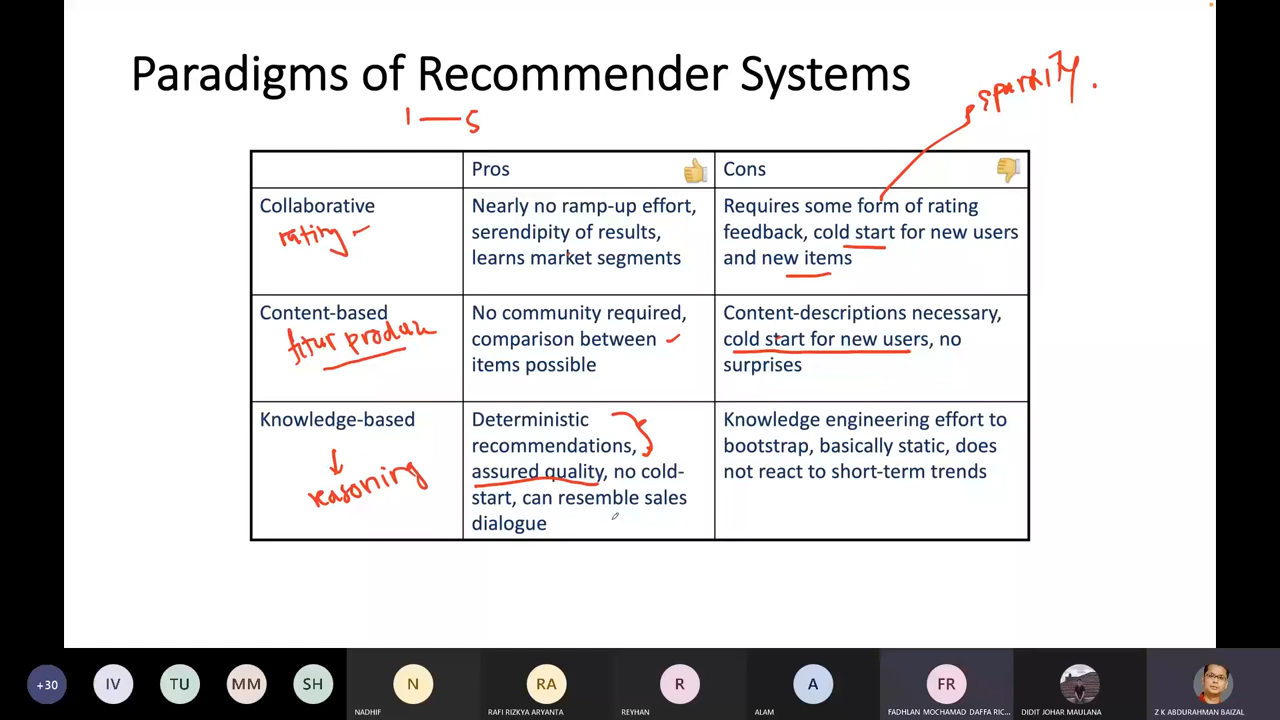 Paradigms of Recommender Systems
sparsity.
1 — 5
Pros
Cons
Collaborative
rating
Nearly no ramp-up effort,
serendipity of results,
learns market segments
Requires some form of rating
feedback, cold start for new users
and new items
Content-based
fitur produk
No community required,
comparison between
items possible
Content-descriptions necessary,
cold start for new users, no
surprises
Knowledge-based
reasoning
Deterministic
recommendations,
assured quality, no cold-
start, can resemble sales
dialogue
Knowledge engineering effort to
bootstrap, basically static, does
not react to short-term trends
+30
IV
TU
MM
SH
N
NADHIF
RA
RAFI RIZKYA ARYANTA
R
REYHAN
A
ALAM
FR
FADHLAN MOCHAMAD DAFFA RIC...
DIDIT JOHAR MAULANA
Z K ABDURAHMAN BAIZAL